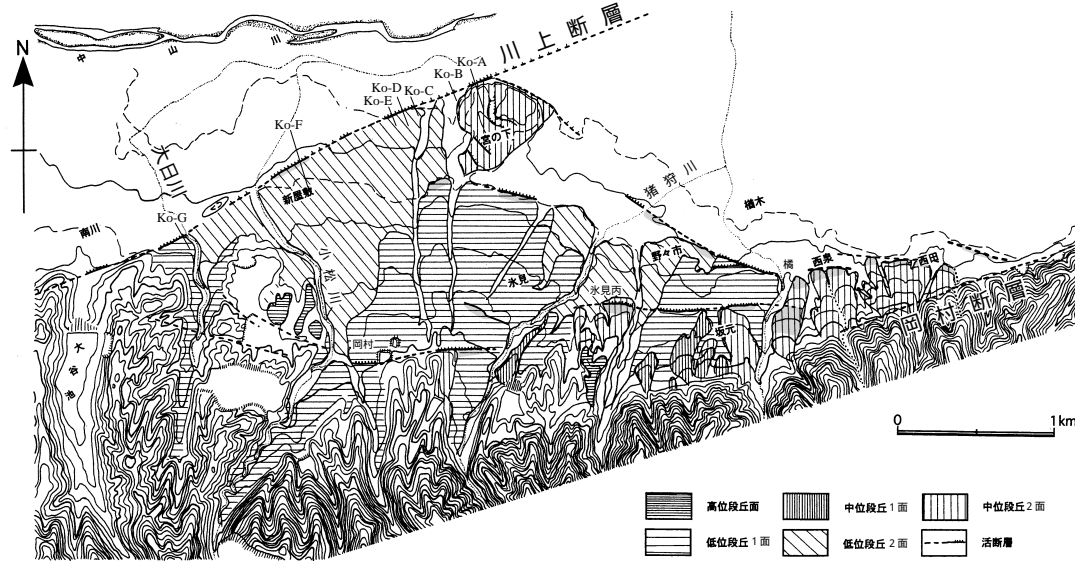 中山川
N
川上断層
Ko-A
Ko-B
Ko-D
Ko-C
Ko-E
Ko-F
宮の下
大日川
猪狩川
新屋敷
楢木
Ko-G
南川
小松川
野々市
橘
西泉
西田
氷見
氷見丙
岡村断層
坂元
岡村
大谷池
0
1km
高位段丘面
中位段丘1面
中位段丘2面
低位段丘1面
低位段丘2面
活断層